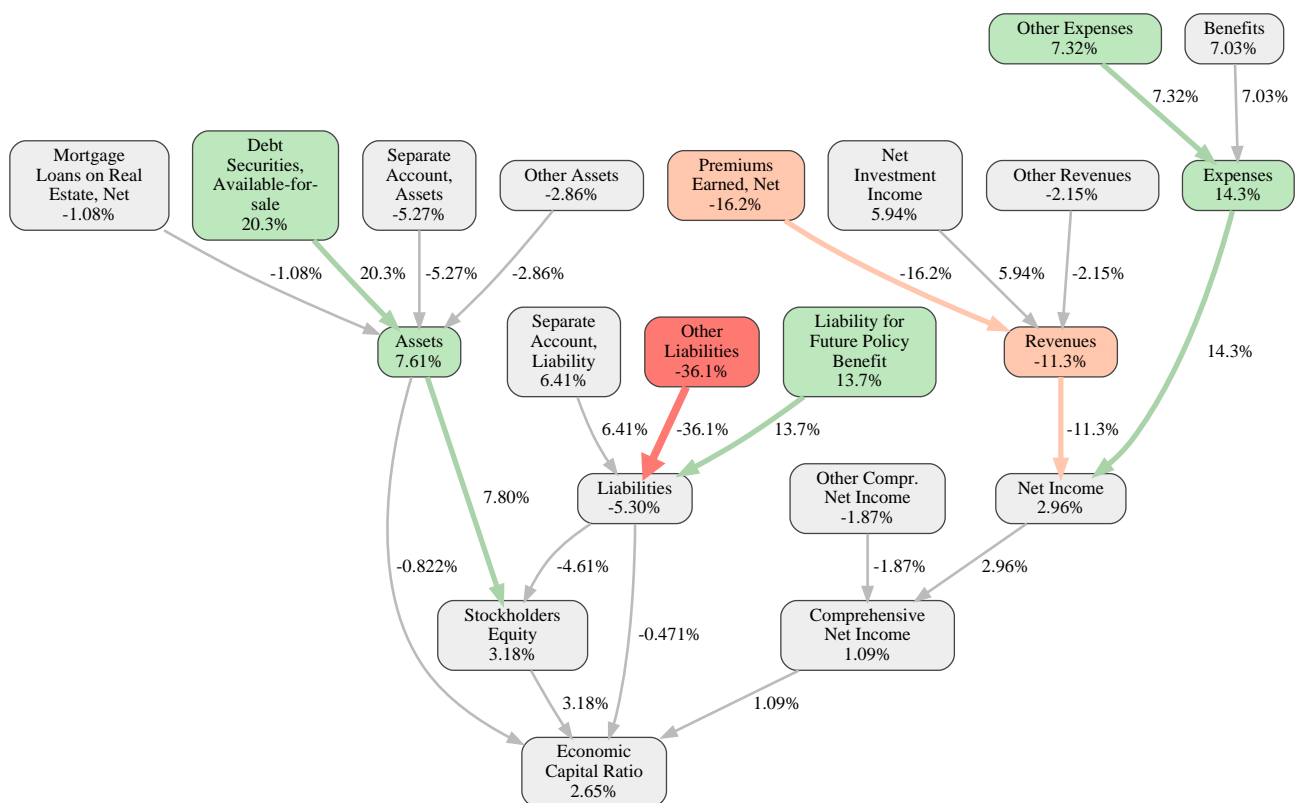 Other Expenses
7.32%
Benefits
7.03%
7.32%
7.03%
Mortgage
Loans on Real
Estate, Net
-1.08%
Debt
Securities,
Available-for-
sale
20.3%
Separate
Account,
Assets
-5.27%
Other Assets
-2.86%
Premiums
Earned, Net
-16.2%
Net
Investment
Income
5.94%
Other Revenues
-2.15%
Expenses
14.3%
-1.08%
20.3%
-5.27%
-2.86%
-16.2%
5.94%
-2.15%
Assets
7.61%
Separate
Account,
Liability
6.41%
Other
Liabilities
-36.1%
Liability for
Future Policy
Benefit
13.7%
Revenues
-11.3%
14.3%
6.41%
-36.1%
13.7%
-11.3%
7.80%
Liabilities
-5.30%
Other Compr.
Net Income
-1.87%
Net Income
2.96%
-0.822%
-4.61%
-1.87%
2.96%
Stockholders
Equity
3.18%
-0.471%
Comprehensive
Net Income
1.09%
3.18%
1.09%
Economic
Capital Ratio
2.65%